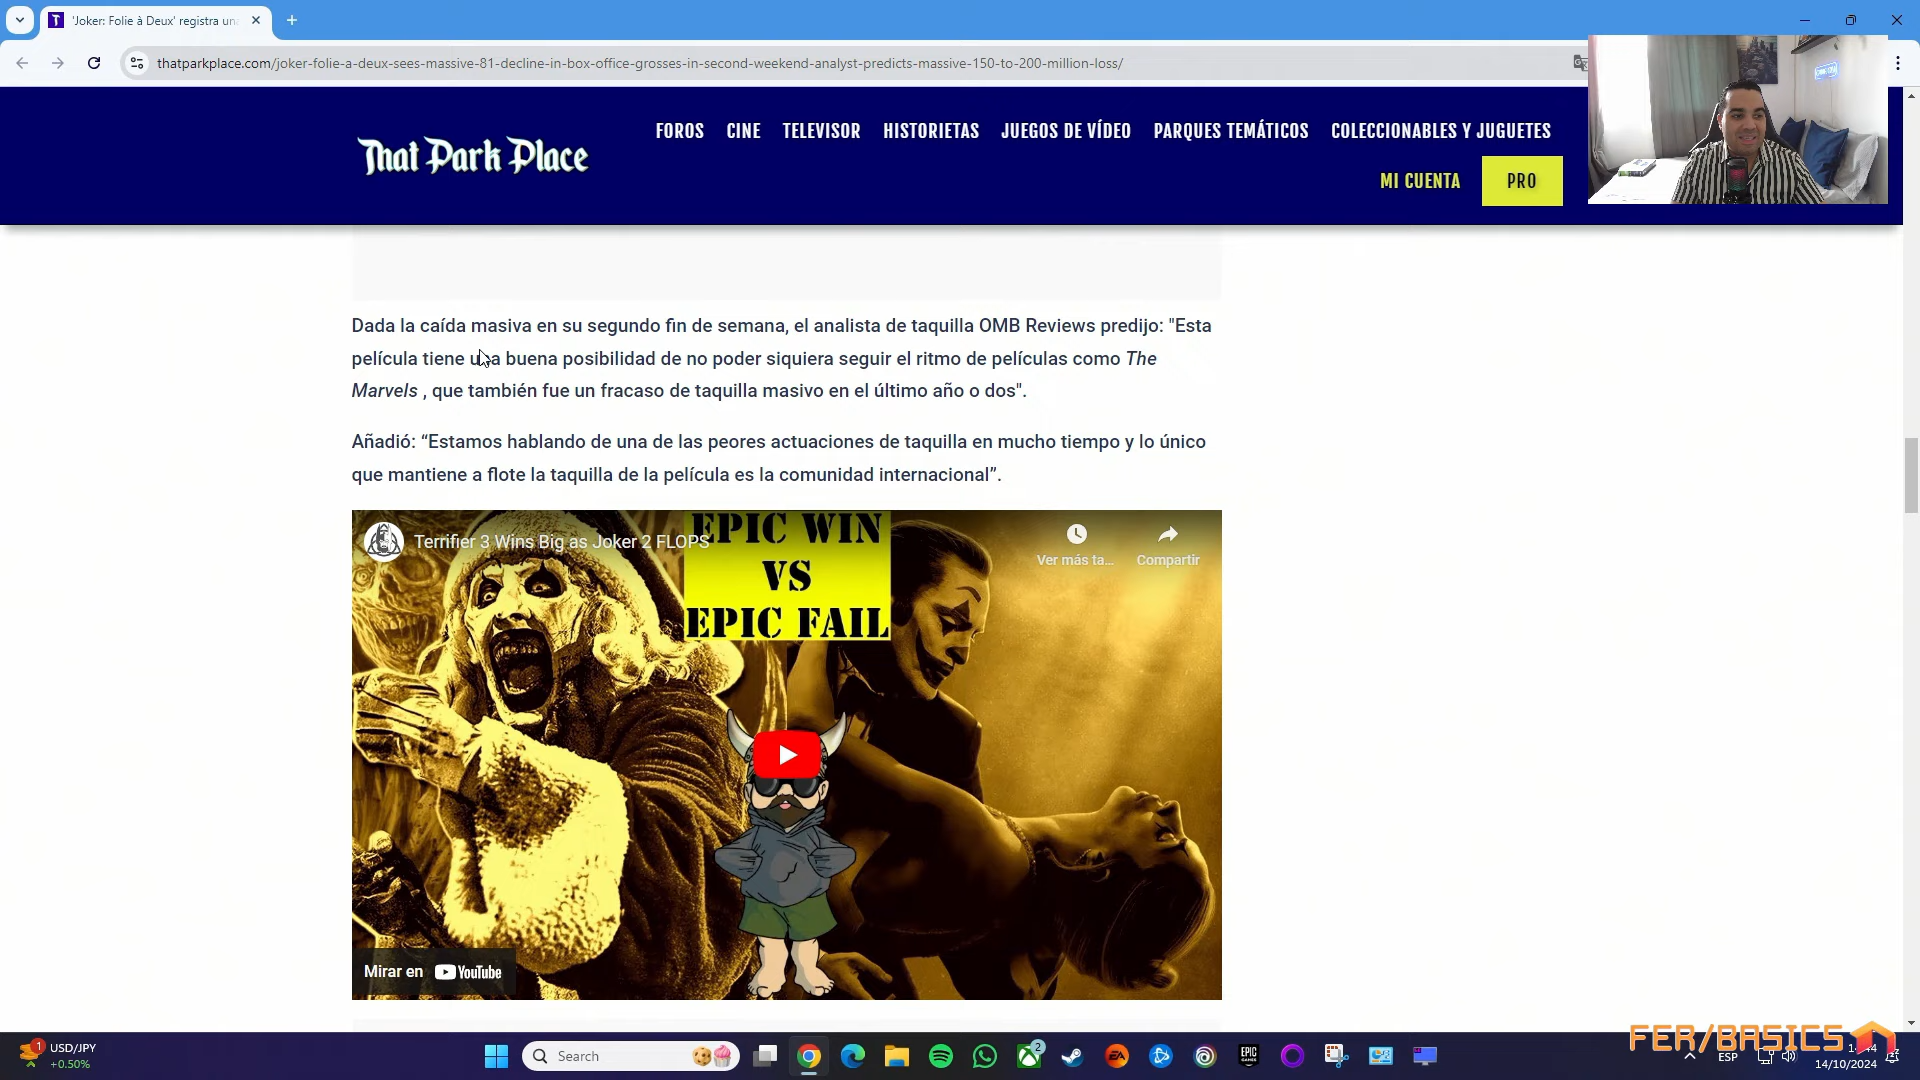 'Joker: Folie à Deux' registra una
thatparkplace.com/joker-folie-a-deux-sees-massive-81-decline-in-box-office-grosses-in-second-weekend-analyst-predicts-massive-150-to-200-million-loss/
That Park Place
FOROS CINE TELEVISOR HISTORIETAS JUEGOS DE VÍDEO PARQUES TEMÁTICOS COLECCIONABLES Y JUGUETES
MI CUENTA PRO
Dada la caída masiva en su segundo fin de semana, el analista de taquilla OMB Reviews predijo: "Esta
película tiene una buena posibilidad de no poder siquiera seguir el ritmo de películas como The
Marvels , que también fue un fracaso de taquilla masivo en el último año o dos".
Añadió: “Estamos hablando de una de las peores actuaciones de taquilla en mucho tiempo y lo único
que mantiene a flote la taquilla de la película es la comunidad internacional”.
Terrifier 3 Wins Big as Joker 2 FLOPS
EPIC WIN
VS
EPIC FAIL
Ver más ta...
Compartir
Mirar en YouTube
FER/BASICS
1
USD/JPY
+0.50%
Search
2
EA
EPIC
GAMES
ESP
14/10/2024